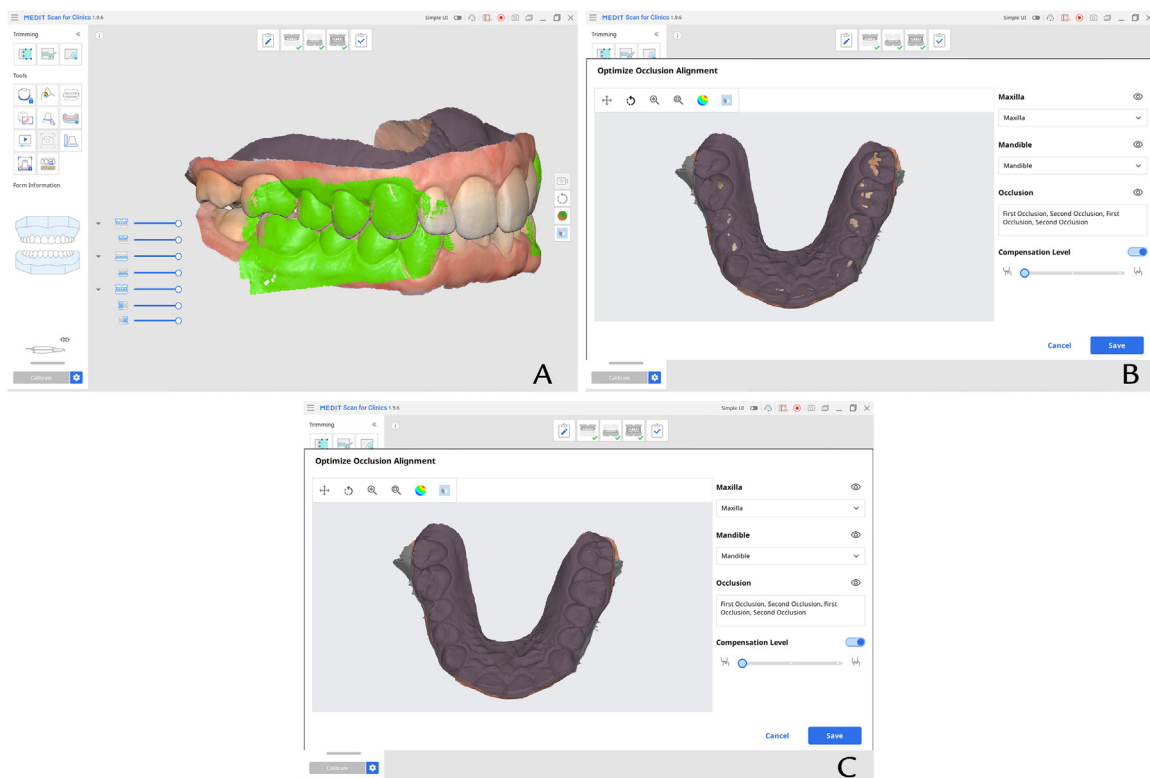 MEDIT Scan for Clinics 1.9.6
Simple UI
Trimming
Tools
Form Information
Calibrate
A
MEDIT Scan for Clinics 1.9.6
Simple UI
Trimming
Optimize Occlusion Alignment
Maxilla
Maxilla
Mandible
Mandible
Occlusion
First Occlusion, Second Occlusion, First
Occlusion, Second Occlusion
Compensation Level
Cancel
Save
Calibrate
B
MEDIT Scan for Clinics 1.9.6
Simple UI
Trimming
Optimize Occlusion Alignment
Maxilla
Maxilla
Mandible
Mandible
Occlusion
First Occlusion, Second Occlusion, First
Occlusion, Second Occlusion
Compensation Level
Cancel
Save
Calibrate
C